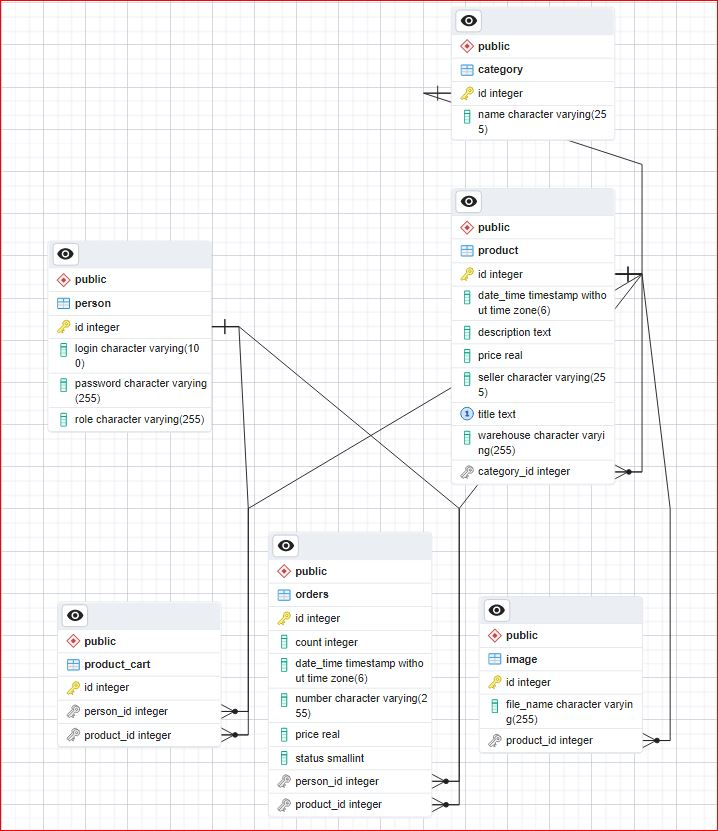 public
category
id integer
name character varying(25
5)
public
product
id integer
date_time timestamp witho
ut time zone(6)
description text
price real
seller character varying(25
5)
1 title text
warehouse character varyi
ng(255)
category_id integer
public
person
id integer
login character varying(10
0)
password character varying
(255)
role character varying(255)
public
product_cart
id integer
person_id integer
product_id integer
public
orders
id integer
count integer
date_time timestamp witho
ut time zone(6)
number character varying(2
55)
price real
status smallint
person_id integer
product_id integer
public
image
id integer
file_name character varyin
g(255)
product_id integer